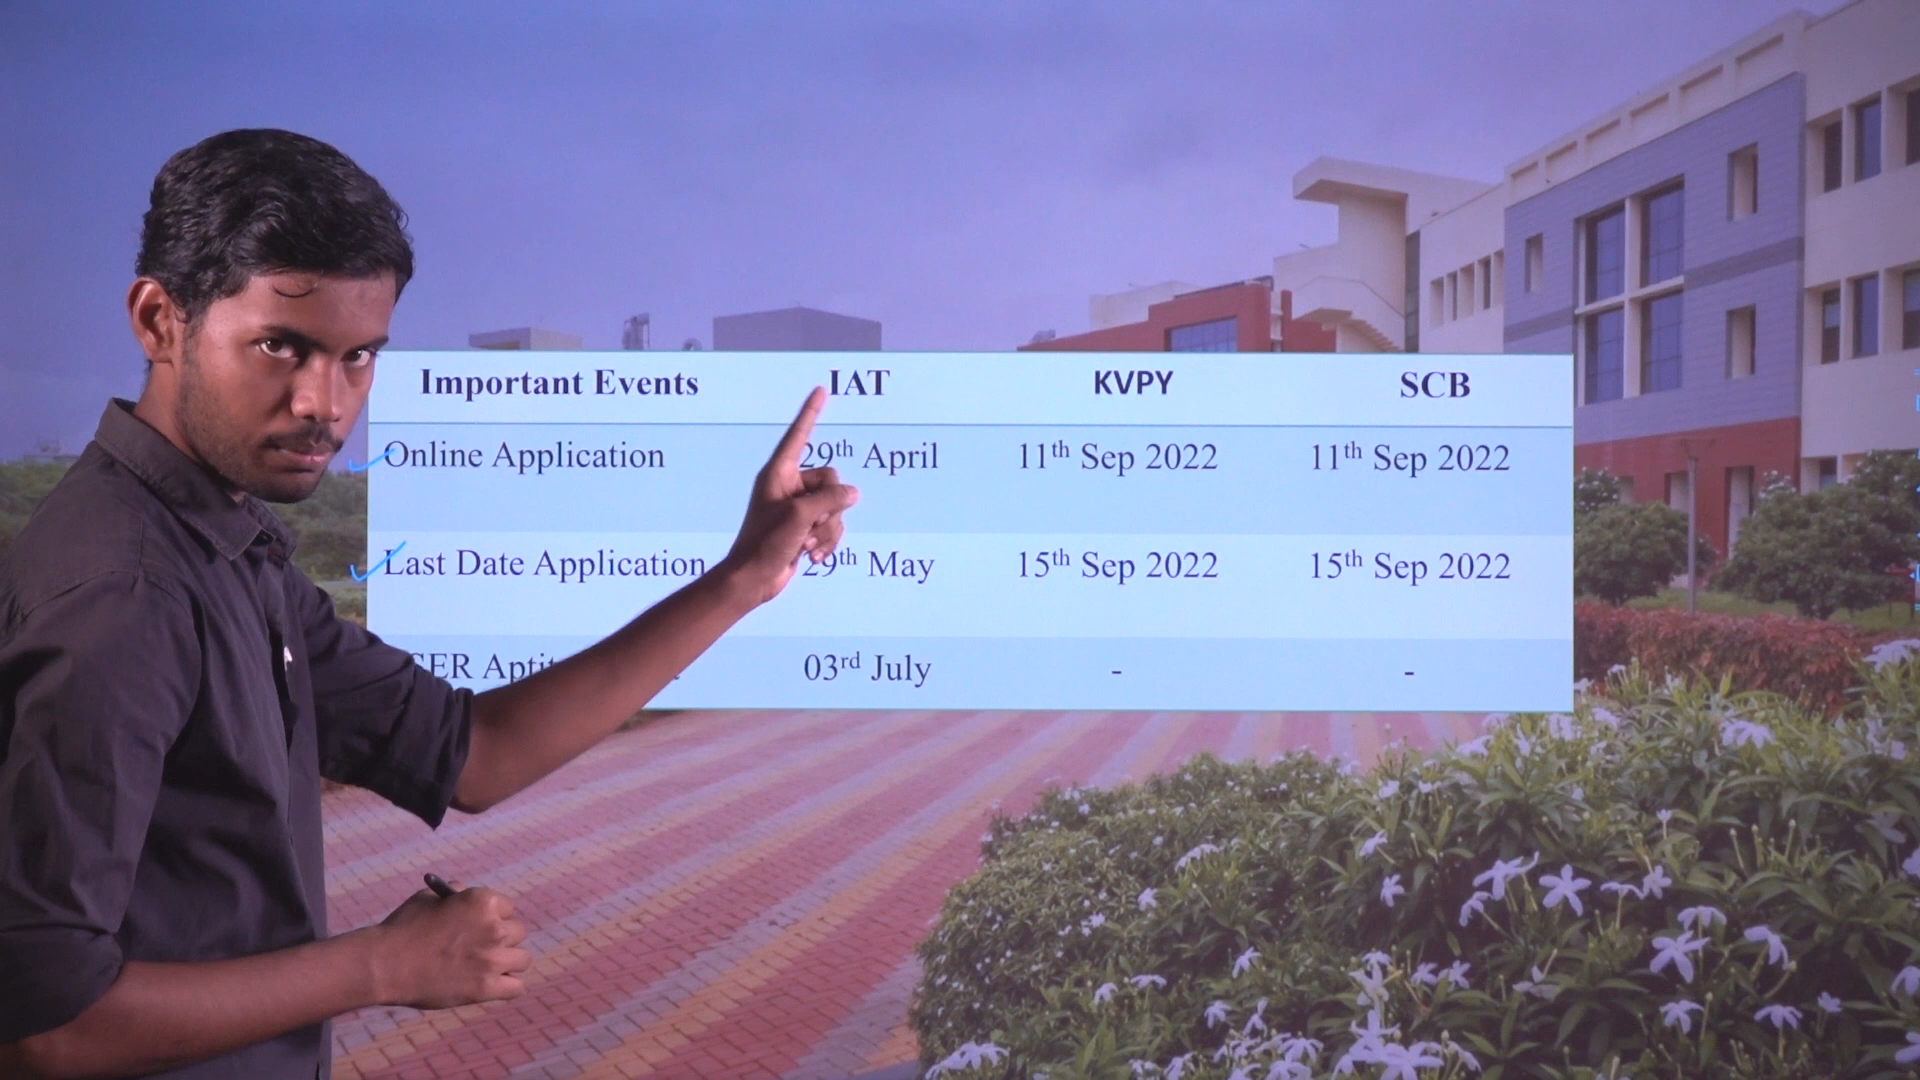 Important Events IAT KVPY SCB
Online Application 29th April 11th Sep 2022 11th Sep 2022
Last Date Application 29th May 15th Sep 2022 15th Sep 2022
03rd July - -